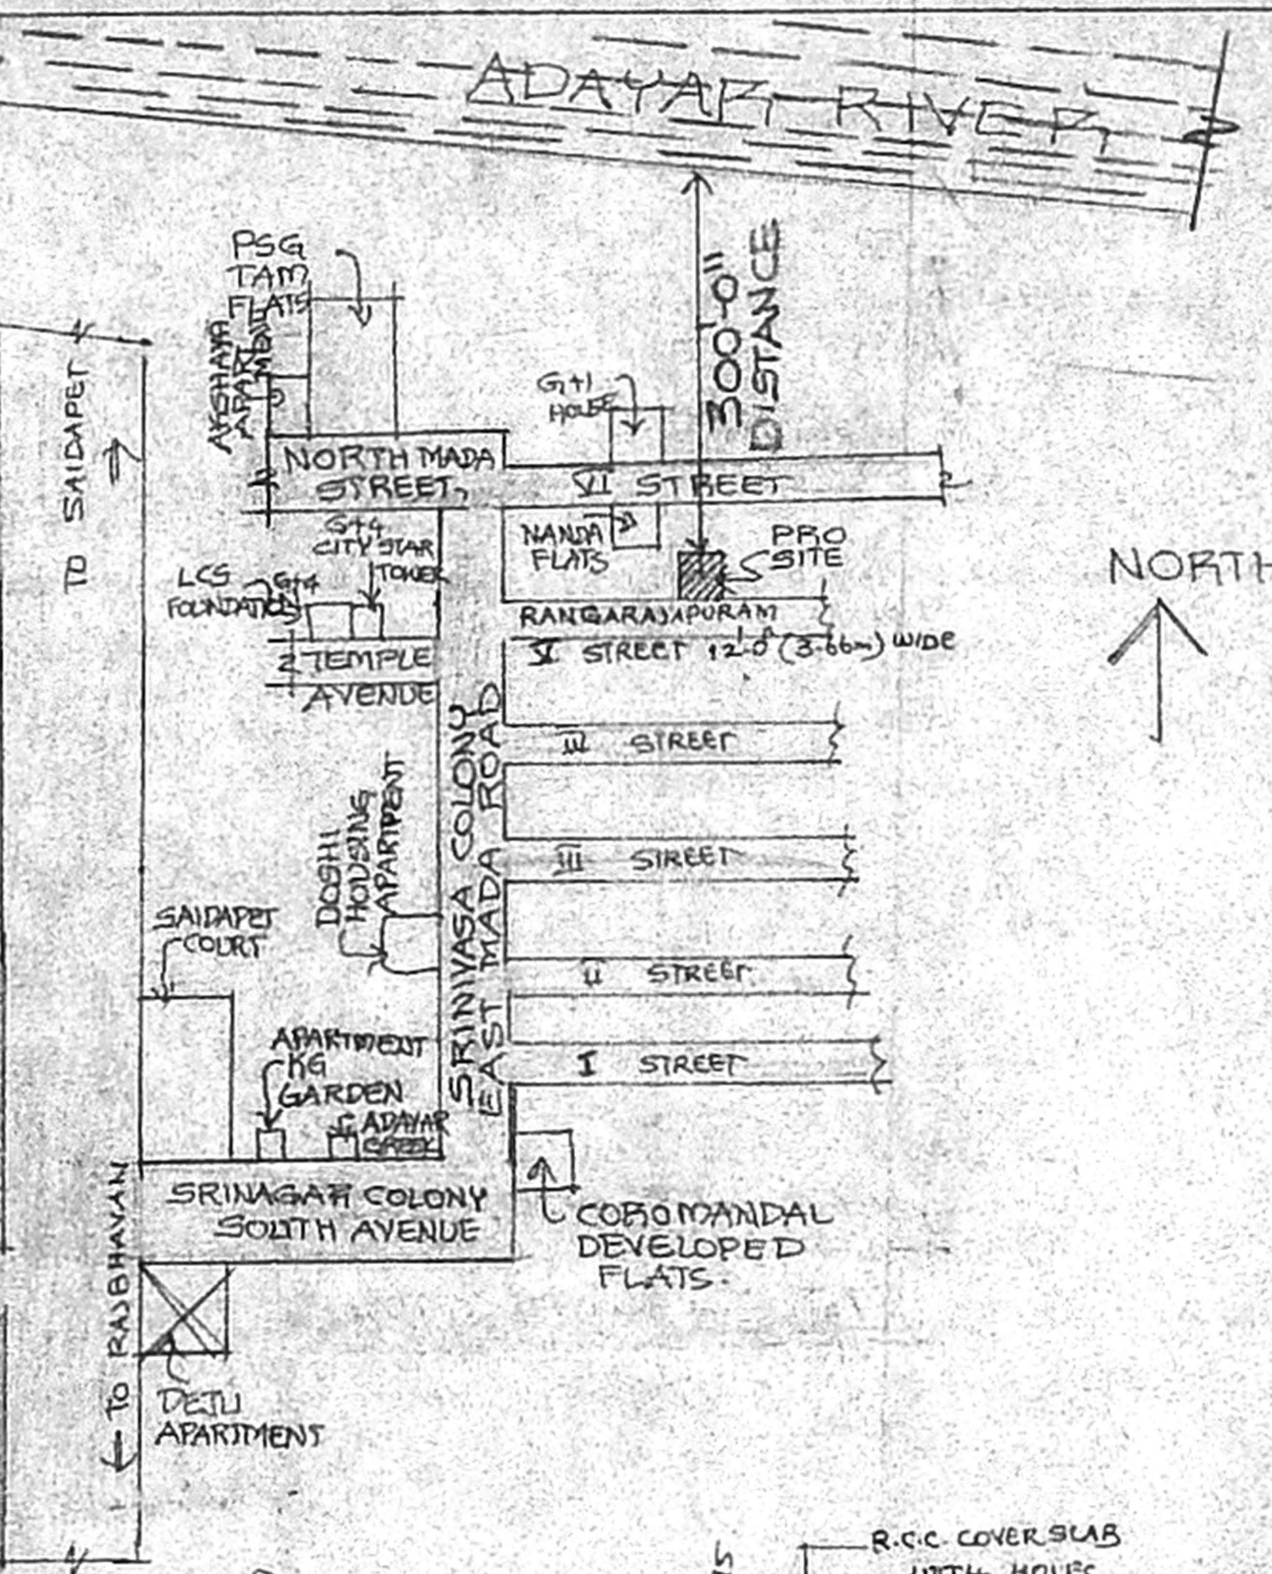 ADAYAR RIVER
300'-0"
DISTANCE
PSG
TAM
FLATS
AKSHAYA
APARTMENT
TO SAIDAPET
G+1
HOUSE
NORTH MADA
STREET,
VI STREET
G+4
CITY STAR
TOWER
NANDA
FLATS
PRO
SITE
NORTH
LCS
G+4
FOUNDATION
RANGARAJAPURAM
V STREET 12'-0" (3.66m) WIDE
TEMPLE
AVENUE
IV STREET
SRINIVASA COLONY
EAST MADA ROAD
DOSHI
HOUSING
APARTMENT
III STREET
SAIDAPET
COURT
II STREET
APARTMENT
KG
GARDEN
I STREET
ADAYAR
CREEK
SRINAGAR COLONY
SOUTH AVENUE
COROMANDAL
DEVELOPED
FLATS.
TO RAJBHAVAN
APARTMENT
R.C.C. COVER SLAB
WITH HOLES